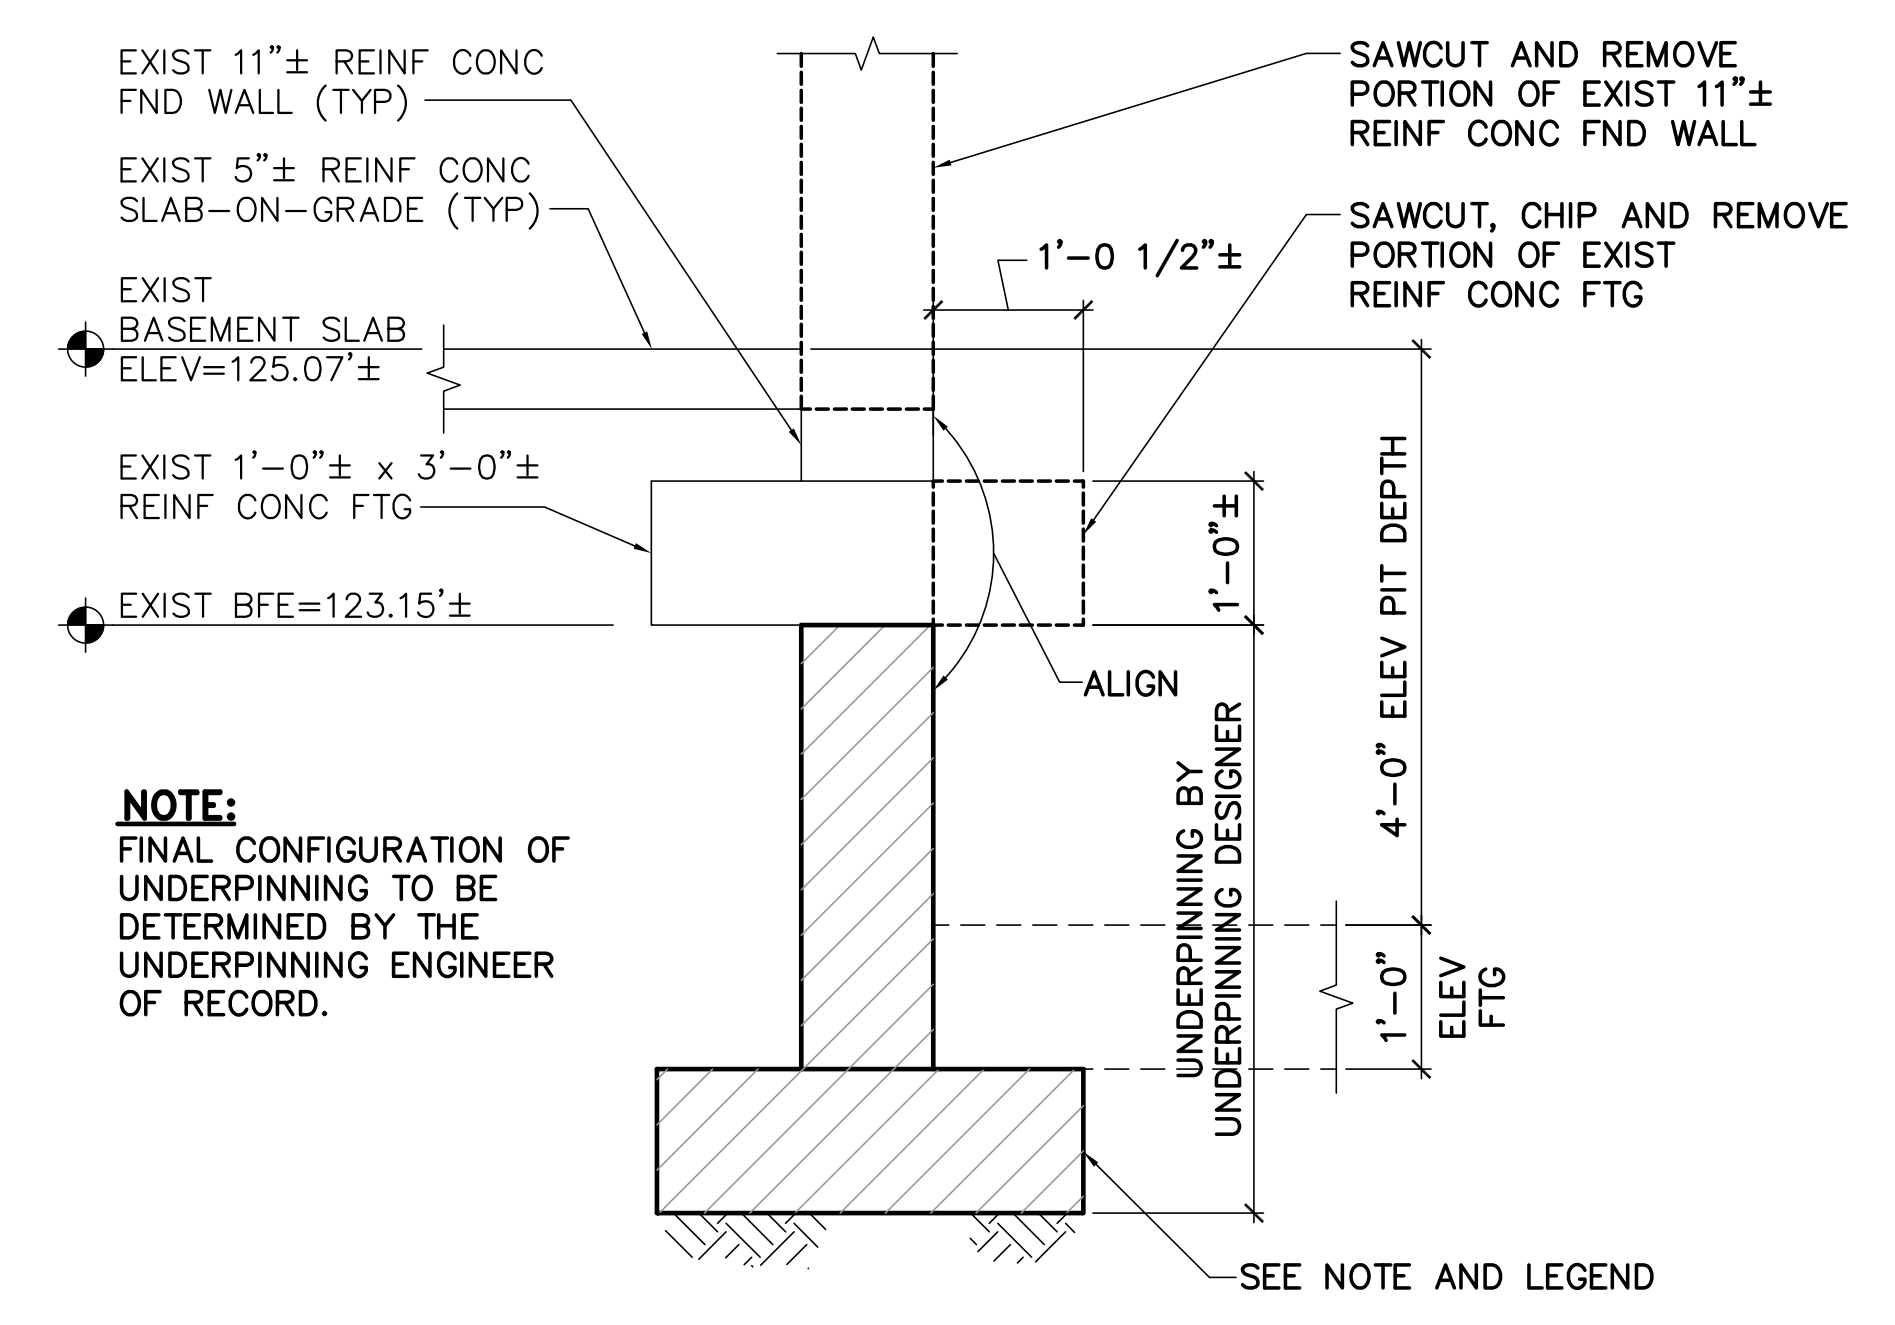 EXIST 11"± REINF CONC
FND WALL (TYP)
EXIST 5"± REINF CONC
SLAB-ON-GRADE (TYP)
EXIST
BASEMENT SLAB
ELEV=125.07'±
EXIST 1'-0"± x 3'-0"±
REINF CONC FTG
EXIST BFE=123.15'±
NOTE:
FINAL CONFIGURATION OF
UNDERPINNING TO BE
DETERMINED BY THE
UNDERPINNING ENGINEER
OF RECORD.
SAWCUT AND REMOVE
PORTION OF EXIST 11"±
REINF CONC FND WALL
SAWCUT, CHIP AND REMOVE
PORTION OF EXIST
REINF CONC FTG
1'-0 1/2"±
1'-0"±
ALIGN
UNDERPINNING BY
UNDERPINNING DESIGNER
4'-0" ELEV PIT DEPTH
1'-0"
ELEV
FTG
SEE NOTE AND LEGEND